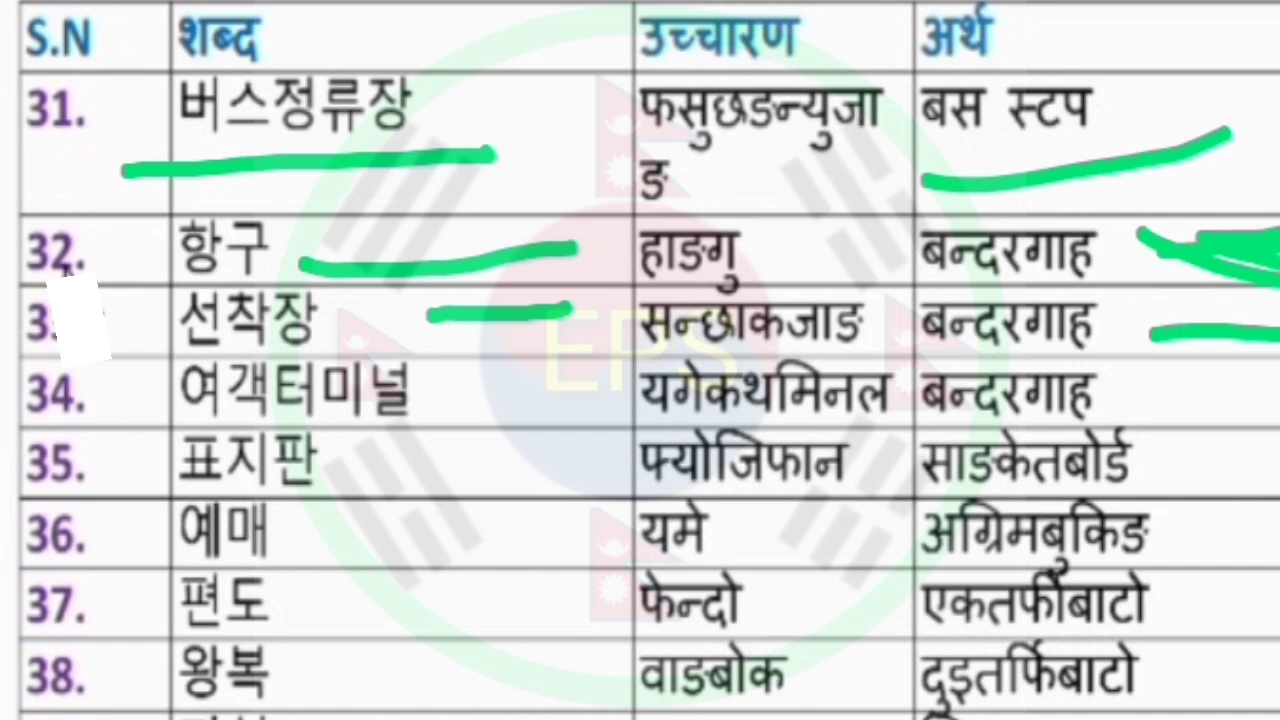 S.N शब्द उच्चारण अर्थ
31. 버스정류장 फसुछङन्युजाङ बस स्टप
32. 항구 हाङगु बन्दरगाह
선착장 सन्छाकजाङ बन्दरगाह
34. 여객터미널 यगेकथमिनल बन्दरगाह
35. 표지판 फ्योजिफान साङकेतबोर्ड
36. 예매 यमे अग्रिमबुकिङ
37. 편도 फेन्दो एकतर्फीबाटो
38. 왕복 वाङबोक दुइतर्फिबाटो
EPS